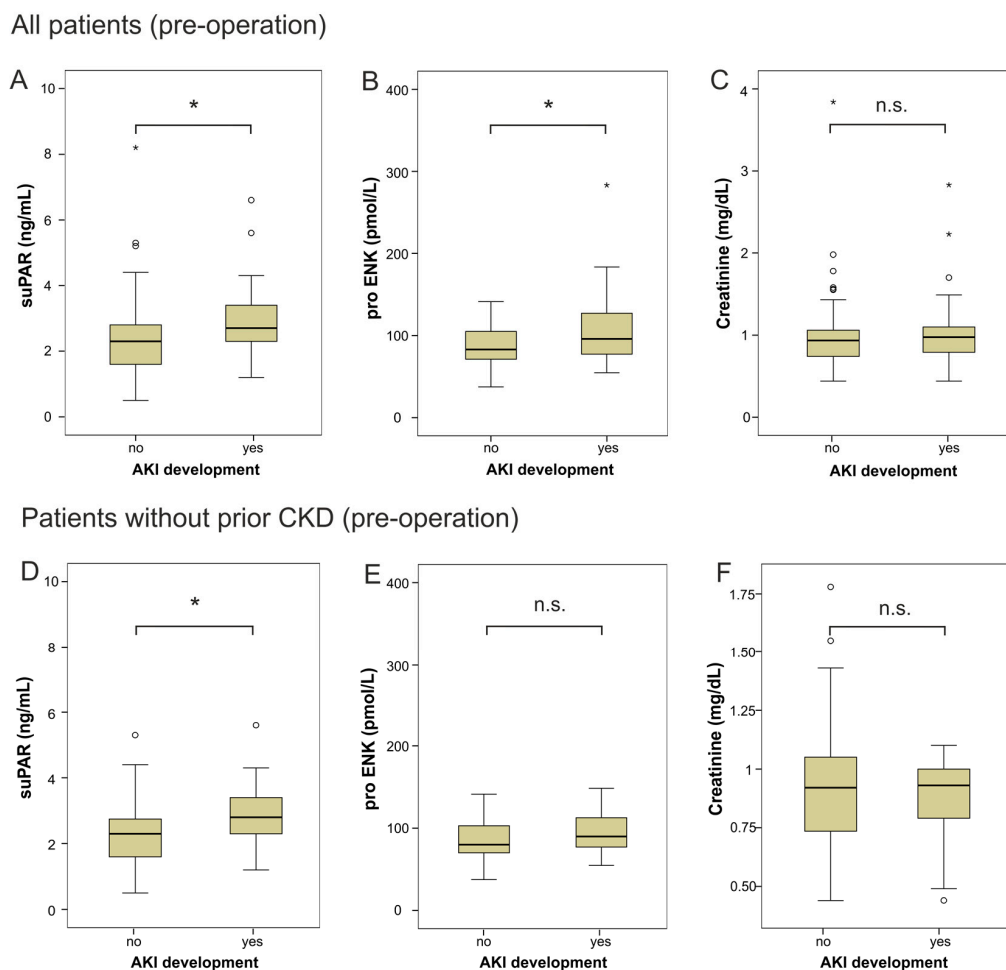 All patients (pre-operation)
A
*
suPAR (ng/mL)
10
8
6
4
2
0
*
no
yes
AKI development
B
*
pro ENK (pmol/L)
400
300
200
100
0
*
no
yes
AKI development
C
n.s.
Creatinine (mg/dL)
4
3
2
1
0
*
*
*
no
yes
AKI development
Patients without prior CKD (pre-operation)
D
*
suPAR (ng/mL)
10
8
6
4
2
0
no
yes
AKI development
E
n.s.
pro ENK (pmol/L)
400
300
200
100
0
no
yes
AKI development
F
n.s.
Creatinine (mg/dL)
1.75
1.50
1.25
1
0.75
0.50
no
yes
AKI development